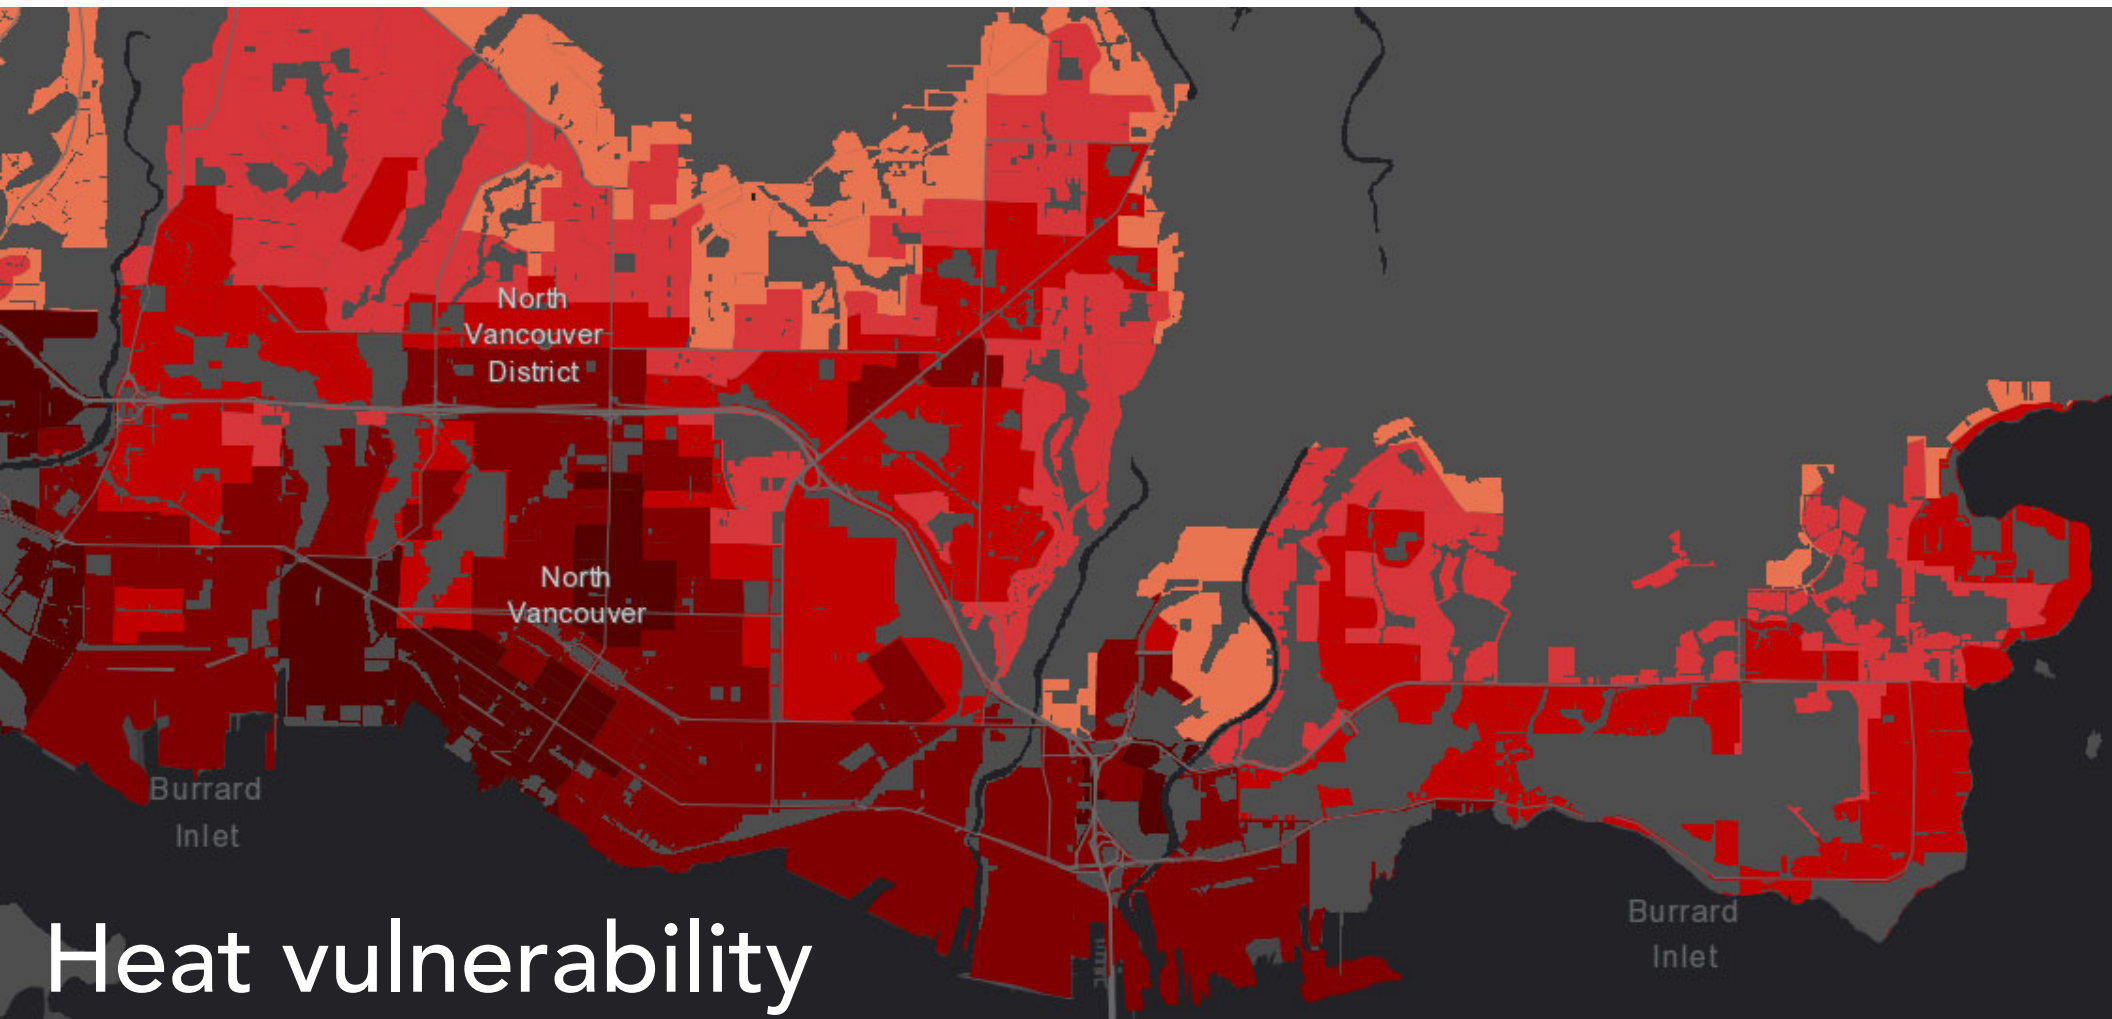 North
Vancouver
District
North
Vancouver
Burrard
Inlet
Burrard
Inlet
Heat vulnerability